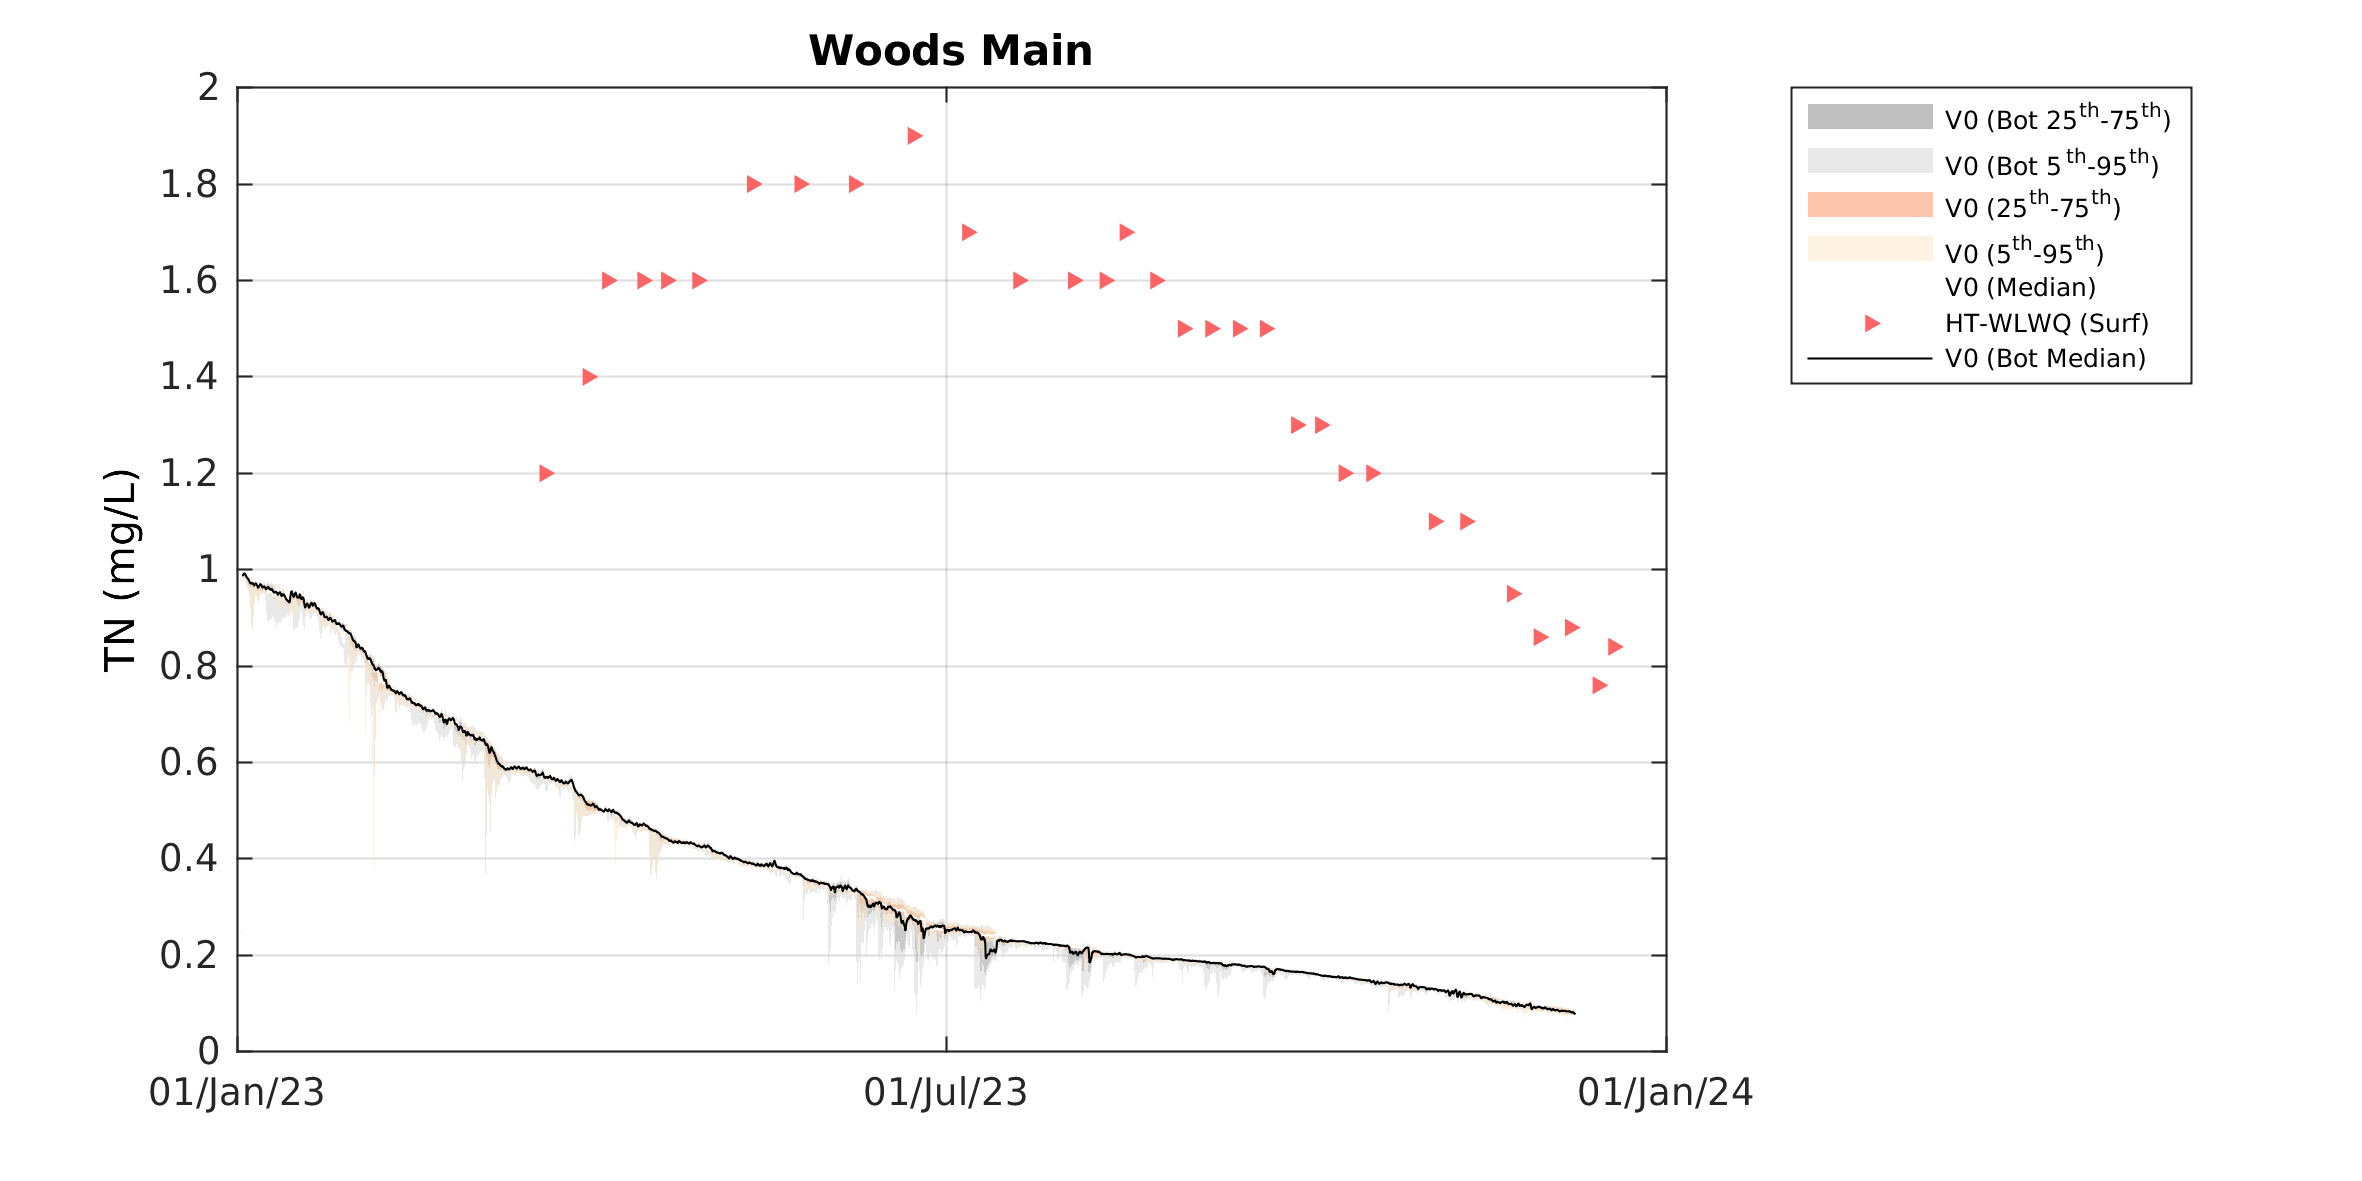 Woods Main
TN (mg/L)
2
1.8
1.6
1.4
1.2
1
0.8
0.6
0.4
0.2
0
01/Jan/23
01/Jul/23
01/Jan/24
V0 (Bot 25th-75th)
V0 (Bot 5th-95th)
V0 (25th-75th)
V0 (5th-95th)
V0 (Median)
HT-WLWQ (Surf)
V0 (Bot Median)